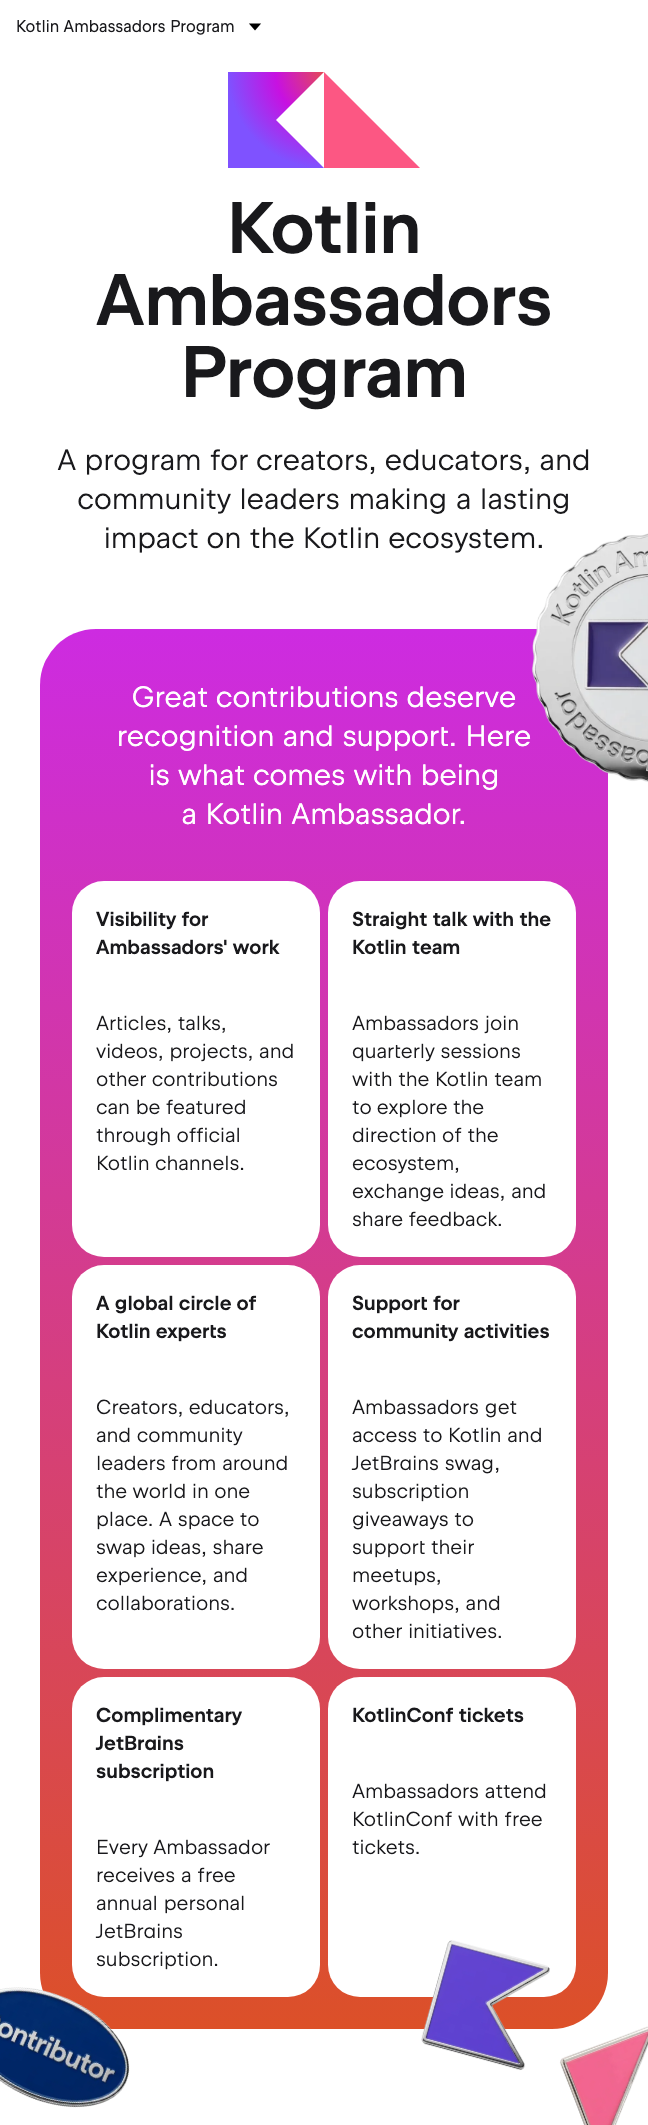 Kotlin Ambassadors Program
Kotlin
Ambassadors
Program
A program for creators, educators, and
community leaders making a lasting
impact on the Kotlin ecosystem.
Kotlin Am
bassador
Great contributions deserve
recognition and support. Here
is what comes with being
a Kotlin Ambassador.
Visibility for
Ambassadors' work
Articles, talks,
videos, projects, and
other contributions
can be featured
through official
Kotlin channels.
Straight talk with the
Kotlin team
Ambassadors join
quarterly sessions
with the Kotlin team
to explore the
direction of the
ecosystem,
exchange ideas, and
share feedback.
A global circle of
Kotlin experts
Creators, educators,
and community
leaders from around
the world in one
place. A space to
swap ideas, share
experience, and
collaborations.
Support for
community activities
Ambassadors get
access to Kotlin and
JetBrains swag,
subscription
giveaways to
support their
meetups,
workshops, and
other initiatives.
Complimentary
JetBrains
subscription
Every Ambassador
receives a free
annual personal
JetBrains
subscription.
KotlinConf tickets
Ambassadors attend
KotlinConf with free
tickets.
ontributor